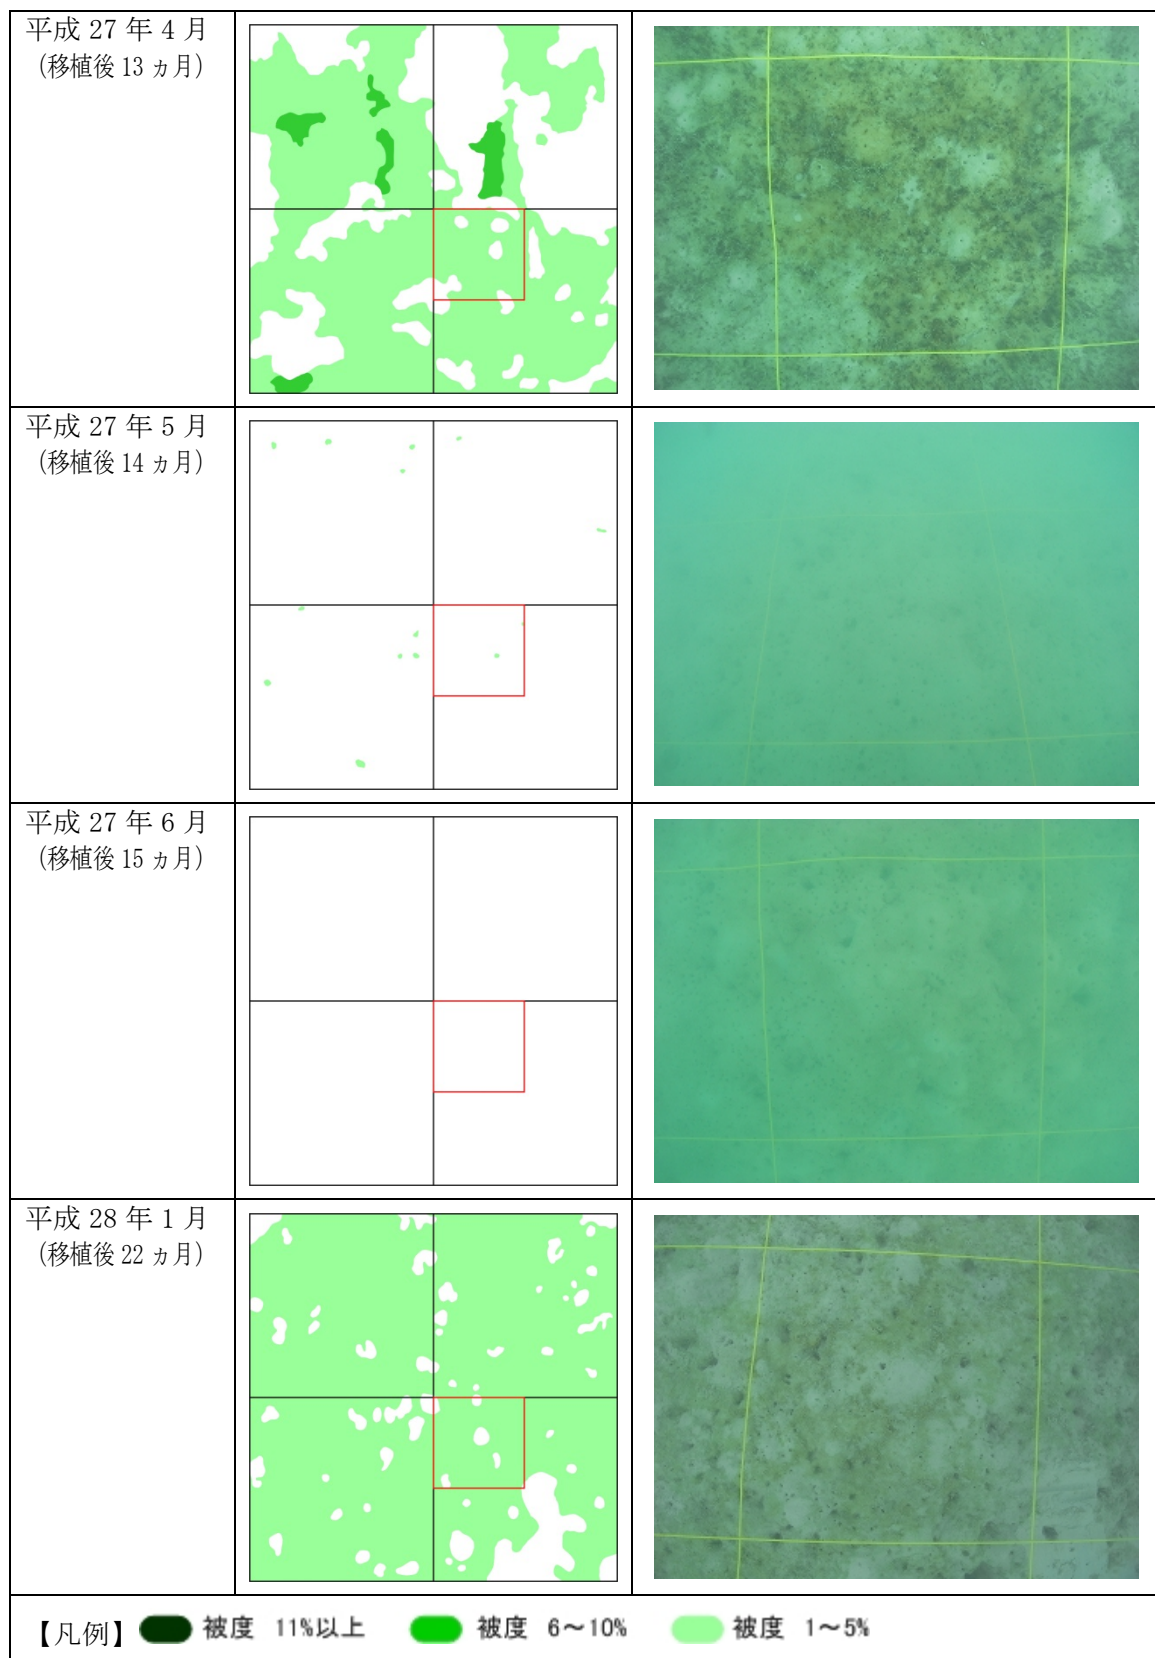 平成 27 年 4 月
（移植後 13 ヵ月）
平成 27 年 5 月
（移植後 14 ヵ月）
平成 27 年 6 月
（移植後 15 ヵ月）
平成 28 年 1 月
（移植後 22 ヵ月）
【凡例】 被度 11%以上 被度 6～10% 被度 1～5%